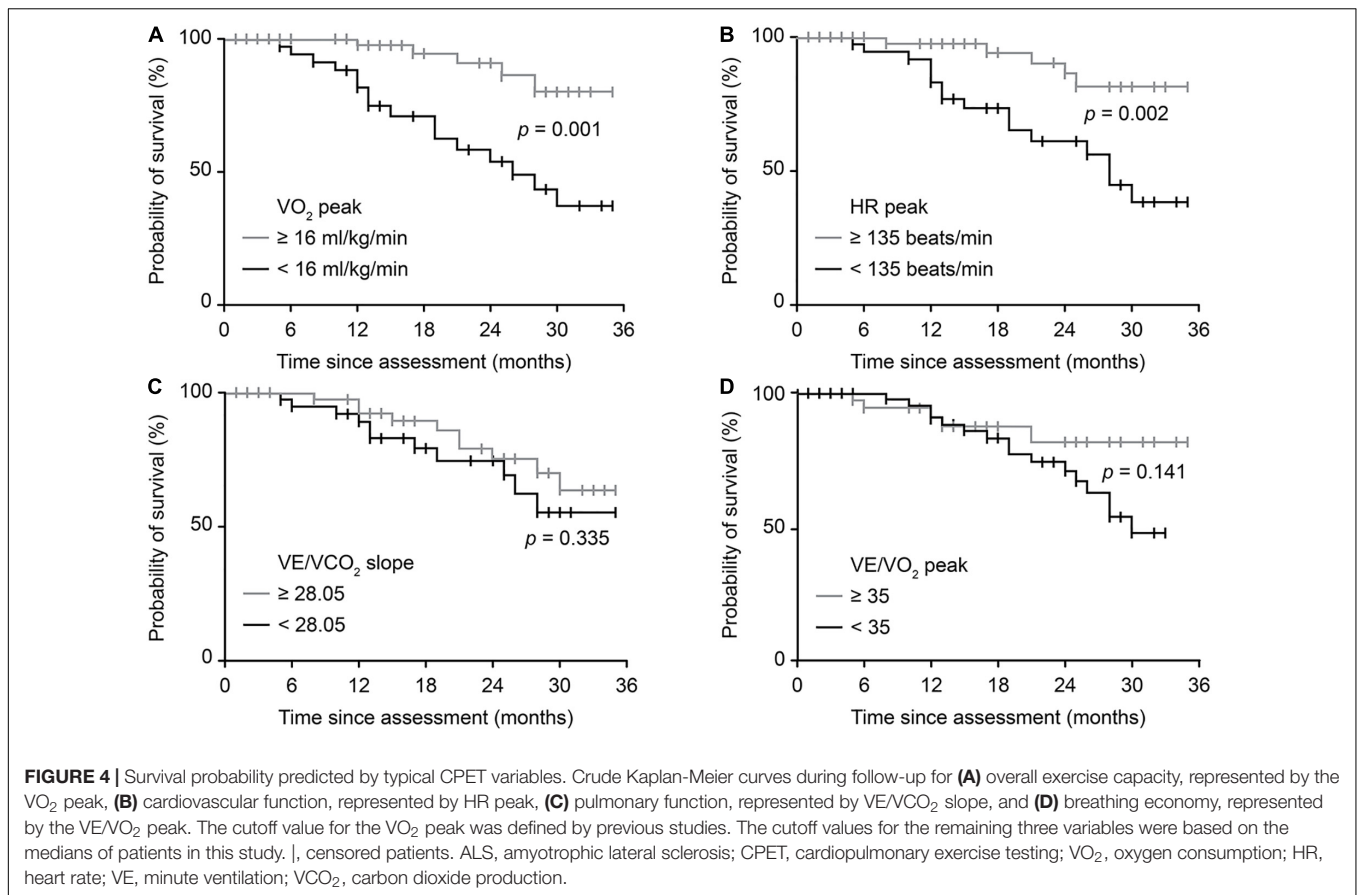 A
Probability of survival (%)
100
50
0
p = 0.001
VO₂ peak
≥ 16 ml/kg/min
< 16 ml/kg/min
0 6 12 18 24 30 36
Time since assessment (months)
B
Probability of survival (%)
100
50
0
p = 0.002
HR peak
≥ 135 beats/min
< 135 beats/min
0 6 12 18 24 30 36
Time since assessment (months)
C
Probability of survival (%)
100
50
0
p = 0.335
VE/VCO₂ slope
≥ 28.05
< 28.05
0 6 12 18 24 30 36
Time since assessment (months)
D
Probability of survival (%)
100
50
0
p = 0.141
VE/VO₂ peak
≥ 35
< 35
0 6 12 18 24 30 36
Time since assessment (months)
FIGURE 4 | Survival probability predicted by typical CPET variables. Crude Kaplan-Meier curves during follow-up for (A) overall exercise capacity, represented by the
VO₂ peak, (B) cardiovascular function, represented by HR peak, (C) pulmonary function, represented by VE/VCO₂ slope, and (D) breathing economy, represented
by the VE/VO₂ peak. The cutoff value for the VO₂ peak was defined by previous studies. The cutoff values for the remaining three variables were based on the
medians of patients in this study. |, censored patients. ALS, amyotrophic lateral sclerosis; CPET, cardiopulmonary exercise testing; VO₂, oxygen consumption; HR,
heart rate; VE, minute ventilation; VCO₂, carbon dioxide production.